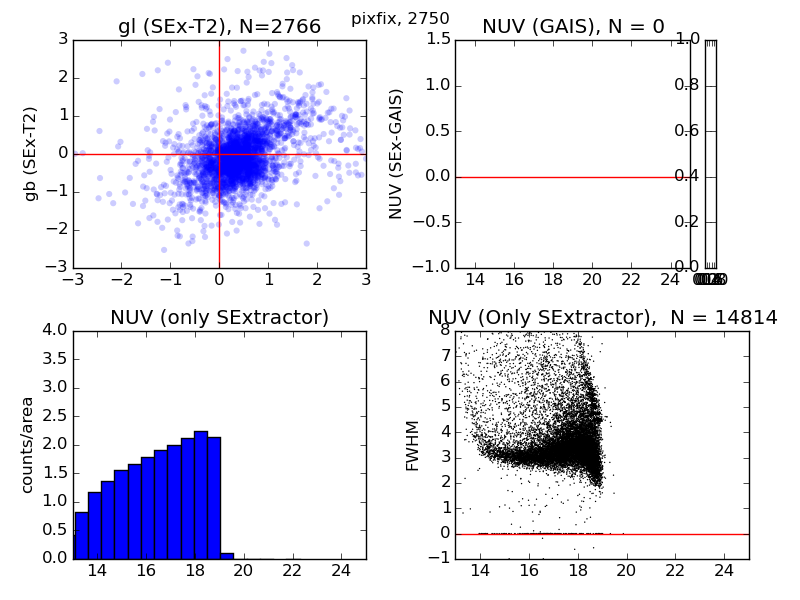 pixfix, 2750
gl (SEx-T2), N=2766
3
2
1
0
−1
−2
−3
gb (SEx-T2)
−3 −2 −1 0 1 2 3
NUV (GAIS), N = 0
1.5
1.0
0.5
0.0
−0.5
−1.0
NUV (SEx-GAIS)
14 16 18 20 22 24
1.0
0.8
0.6
0.4
0.2
0.0
NUV (only SExtractor)
4.0
3.5
3.0
2.5
2.0
1.5
1.0
0.5
0.0
counts/area
14 16 18 20 22 24
NUV (Only SExtractor),  N = 14814
8
7
6
5
4
3
2
1
0
−1
FWHM
14 16 18 20 22 24